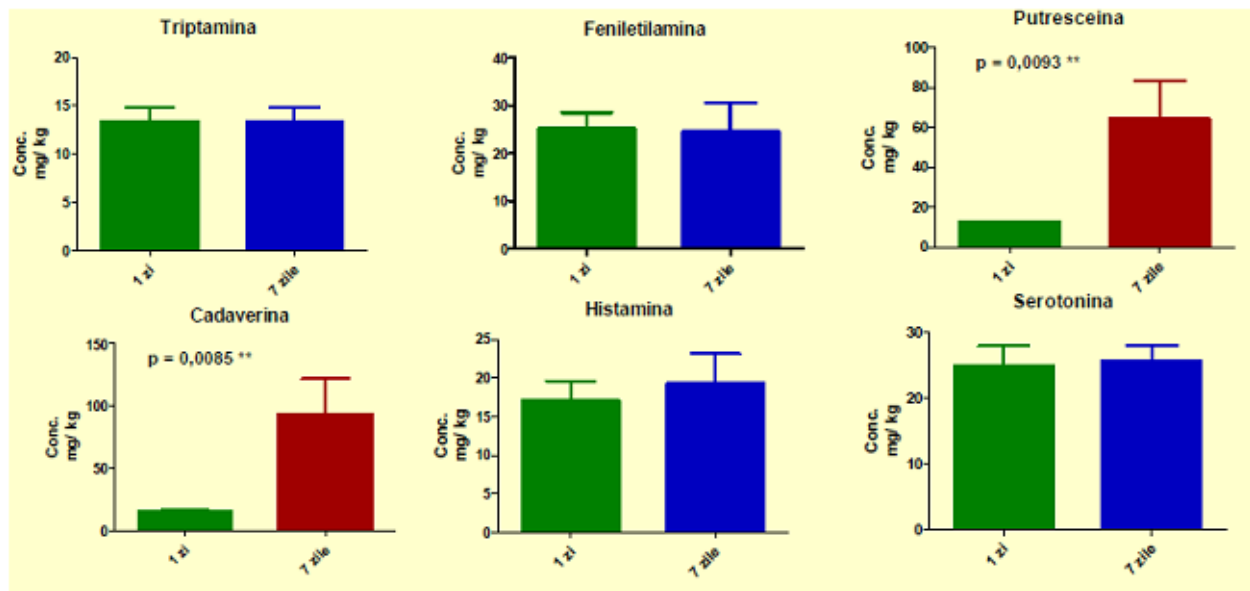 Triptamina
20
15
10
5
0
Conc.
mg/ kg
1 zi
7 zile
Feniletilamina
40
30
20
10
0
Conc.
mg/ kg
1 zi
7 zile
Putresceina
p = 0,0093 **
100
80
60
40
20
0
Conc.
mg/ kg
1 zi
7 zile
Cadaverina
p = 0,0085 **
150
100
50
0
Conc.
mg/ kg
1 zi
7 zile
Histamina
25
20
15
10
5
0
Conc.
mg/ kg
1 zi
7 zile
Serotonina
30
20
10
0
Conc.
mg/ kg
1 zi
7 zile